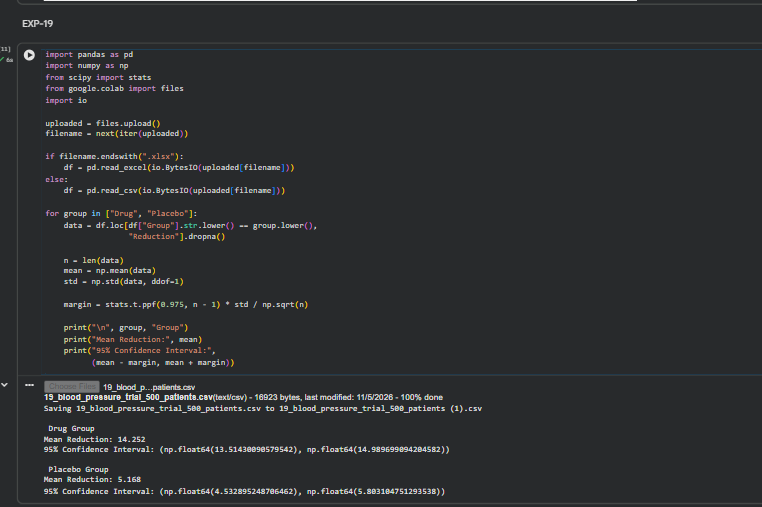 EXP-19
[11]
6s
import pandas as pd
import numpy as np
from scipy import stats
from google.colab import files
import io
uploaded = files.upload()
filename = next(iter(uploaded))
if filename.endswith(".xlsx"):
    df = pd.read_excel(io.BytesIO(uploaded[filename]))
else:
    df = pd.read_csv(io.BytesIO(uploaded[filename]))
for group in ["Drug", "Placebo"]:
    data = df.loc[df["Group"].str.lower() == group.lower(),
                  "Reduction"].dropna()
    n = len(data)
    mean = np.mean(data)
    std = np.std(data, ddof=1)
    margin = stats.t.ppf(0.975, n - 1) * std / np.sqrt(n)
    print("\n", group, "Group")
    print("Mean Reduction:", mean)
    print("95% Confidence Interval:",
          (mean - margin, mean + margin))
Choose Files 19_blood_p...patients.csv
19_blood_pressure_trial_500_patients.csv(text/csv) - 16923 bytes, last modified: 11/5/2026 - 100% done
Saving 19_blood_pressure_trial_500_patients.csv to 19_blood_pressure_trial_500_patients (1).csv
Drug Group
Mean Reduction: 14.252
95% Confidence Interval: (np.float64(13.51430090579542), np.float64(14.989699094204582))
Placebo Group
Mean Reduction: 5.168
95% Confidence Interval: (np.float64(4.532895248706462), np.float64(5.803104751293538))